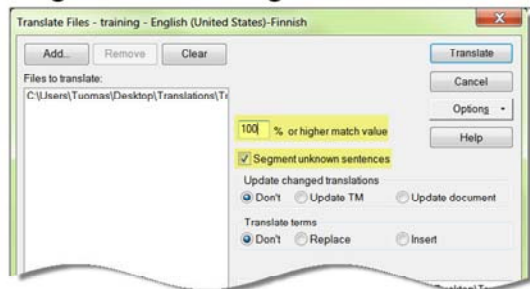 Translate Files - training - English (United States)-Finnish
Add... Remove Clear Translate
Files to translate: Cancel
C:\Users\Tuomas\Desktop\Translations\Tr
Options
100 % or higher match value Help
Segment unknown sentences
Update changed translations
Don't Update TM Update document
Translate terms
Don't Replace Insert